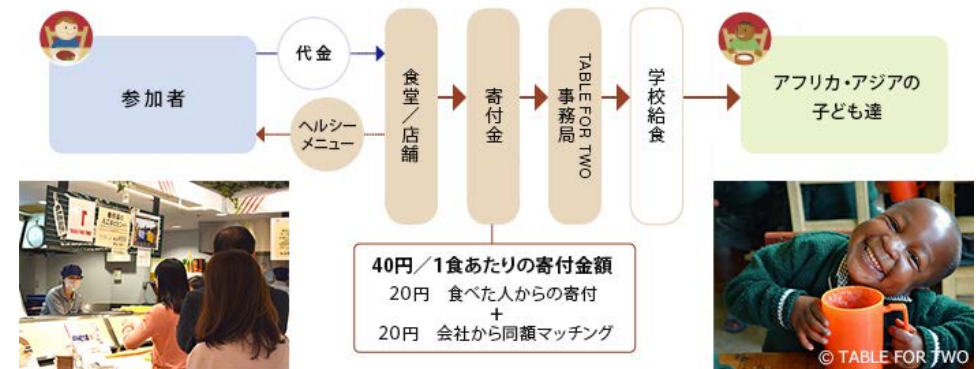 参加者
代金
ヘルシー
メニュー
食堂/店舗
寄付金
TABLE FOR TWO
事務局
学校給食
アフリカ・アジアの
子ども達
40円/1食あたりの寄付金額
20円 食べた人からの寄付
+
20円 会社から同額マッチング
© TABLE FOR TWO